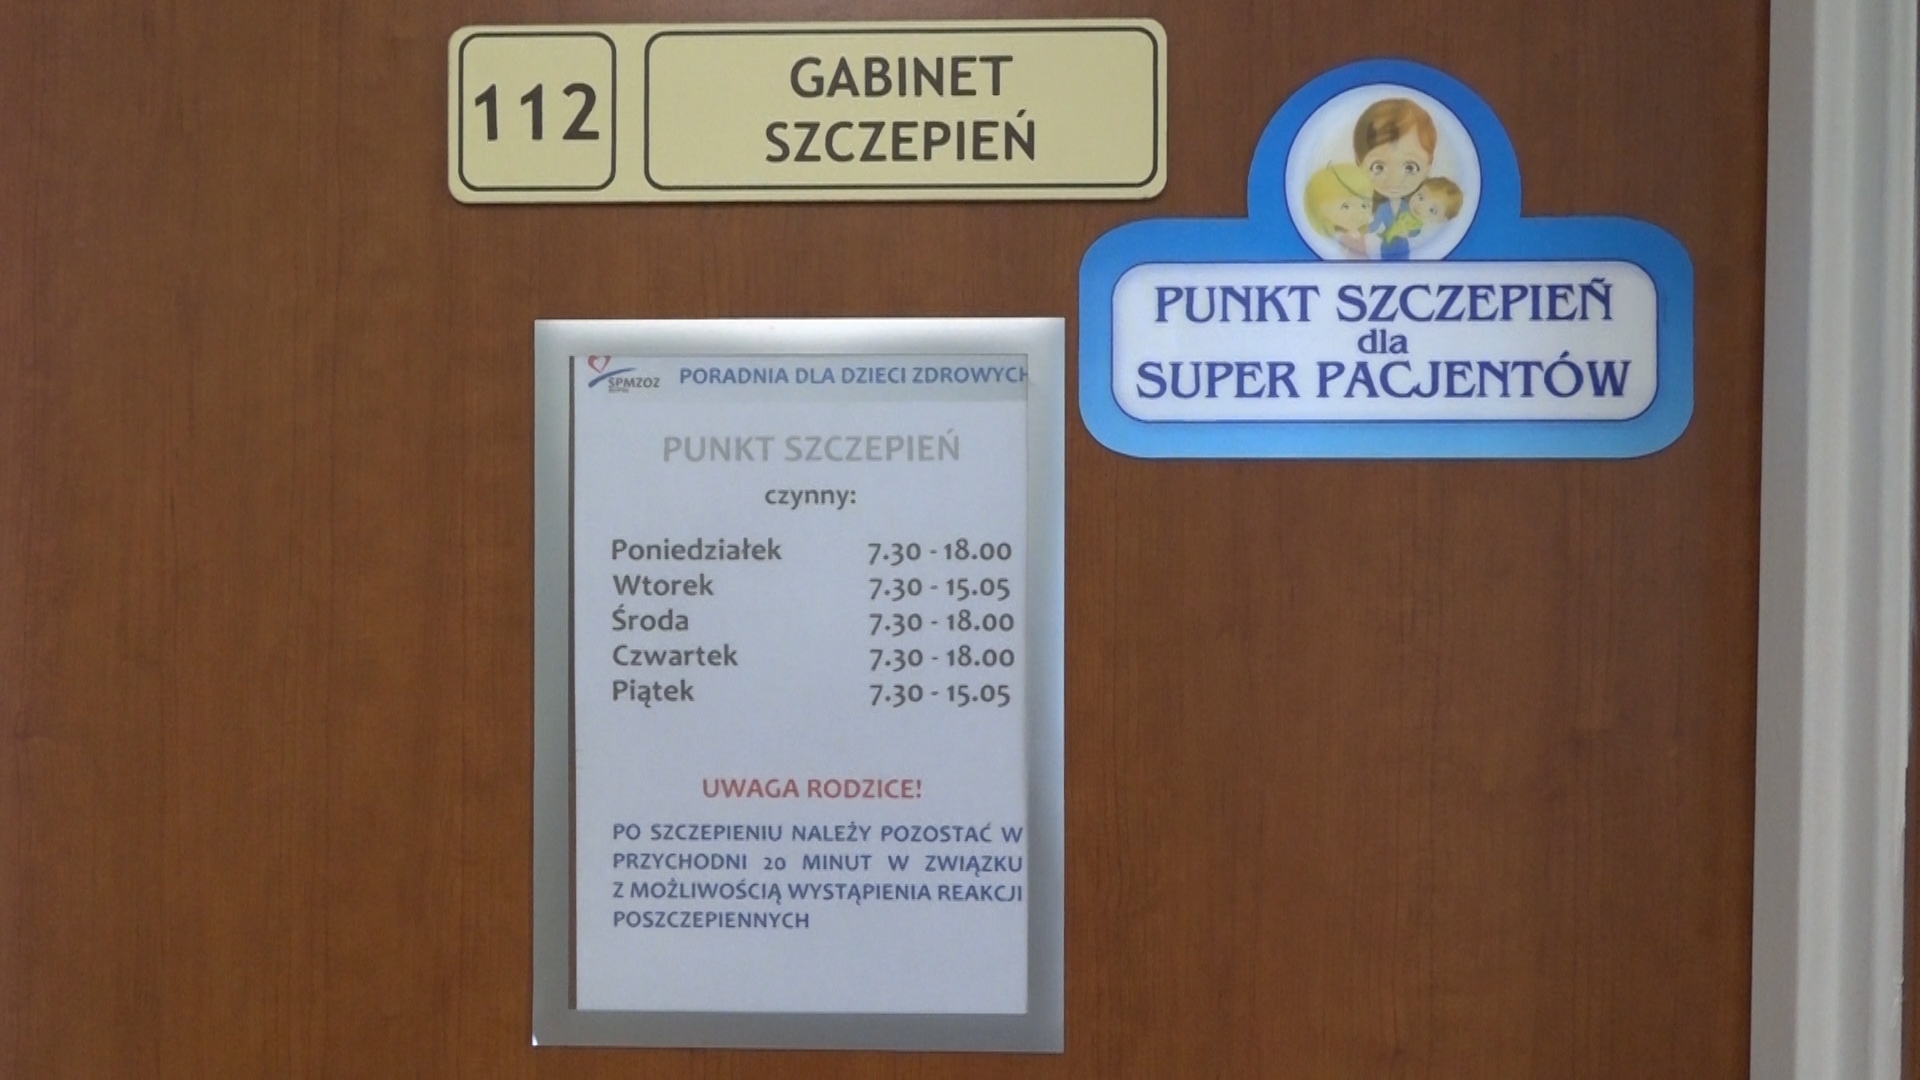 112
GABINET
SZCZEPIEŃ
PUNKT SZCZEPIEŃ
dla
SUPER PACJENTÓW
SPMZOZ
PORADNIA DLA DZIECI ZDROWYCH
PUNKT SZCZEPIEŃ
czynny:
Poniedziałek 7.30 - 18.00
Wtorek 7.30 - 15.05
Środa 7.30 - 18.00
Czwartek 7.30 - 18.00
Piątek 7.30 - 15.05
UWAGA RODZICE!
PO SZCZEPIENIU NALEŻY POZOSTAĆ W
PRZYCHODNI 20 MINUT W ZWIĄZKU
Z MOŻLIWOŚCIĄ WYSTĄPIENIA REAKCJI
POSZCZEPIENNYCH